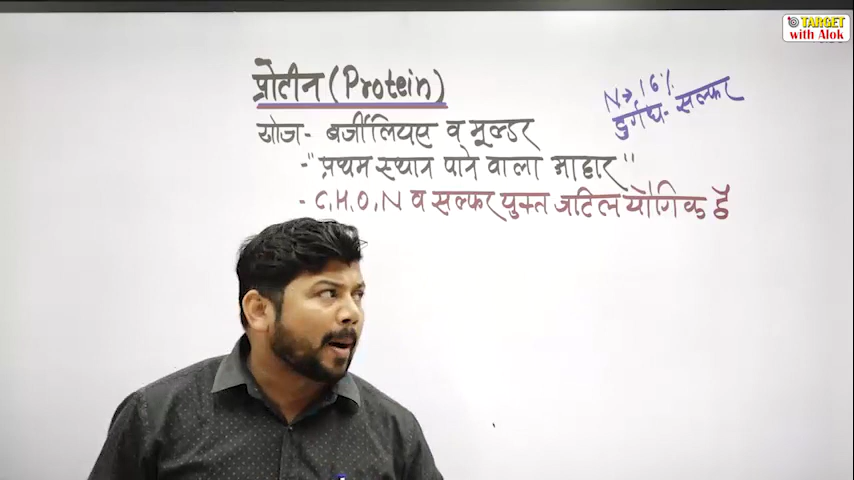 TARGET
with Alok
प्रोटीन (Protein)
N→16%
दुर्गंध- सल्फर
खोज- बर्जीलियस व मूल्डर
-"प्रथम स्थान पाने वाला आहार"
- C,H,O,N व सल्फर युक्त जटिल यौगिक है